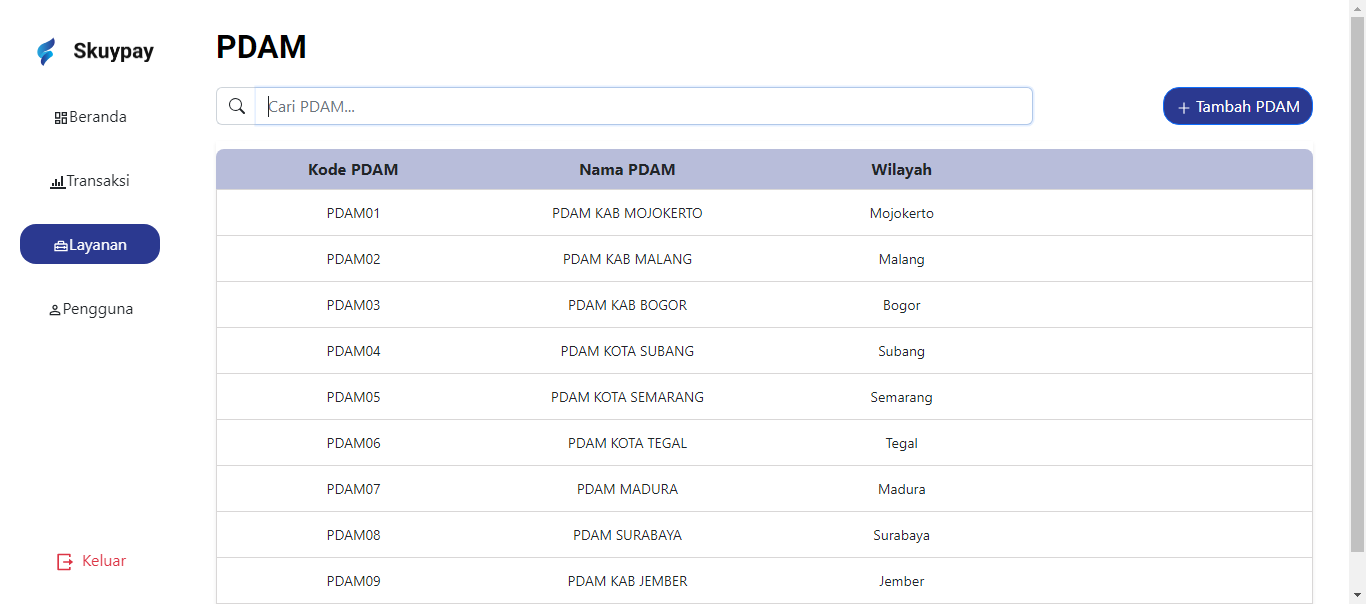 Skuypay
Beranda
Transaksi
Layanan
Pengguna
Keluar
PDAM
Cari PDAM...
+ Tambah PDAM
Kode PDAM Nama PDAM Wilayah
PDAM01 PDAM KAB MOJOKERTO Mojokerto
PDAM02 PDAM KAB MALANG Malang
PDAM03 PDAM KAB BOGOR Bogor
PDAM04 PDAM KOTA SUBANG Subang
PDAM05 PDAM KOTA SEMARANG Semarang
PDAM06 PDAM KOTA TEGAL Tegal
PDAM07 PDAM MADURA Madura
PDAM08 PDAM SURABAYA Surabaya
PDAM09 PDAM KAB JEMBER Jember